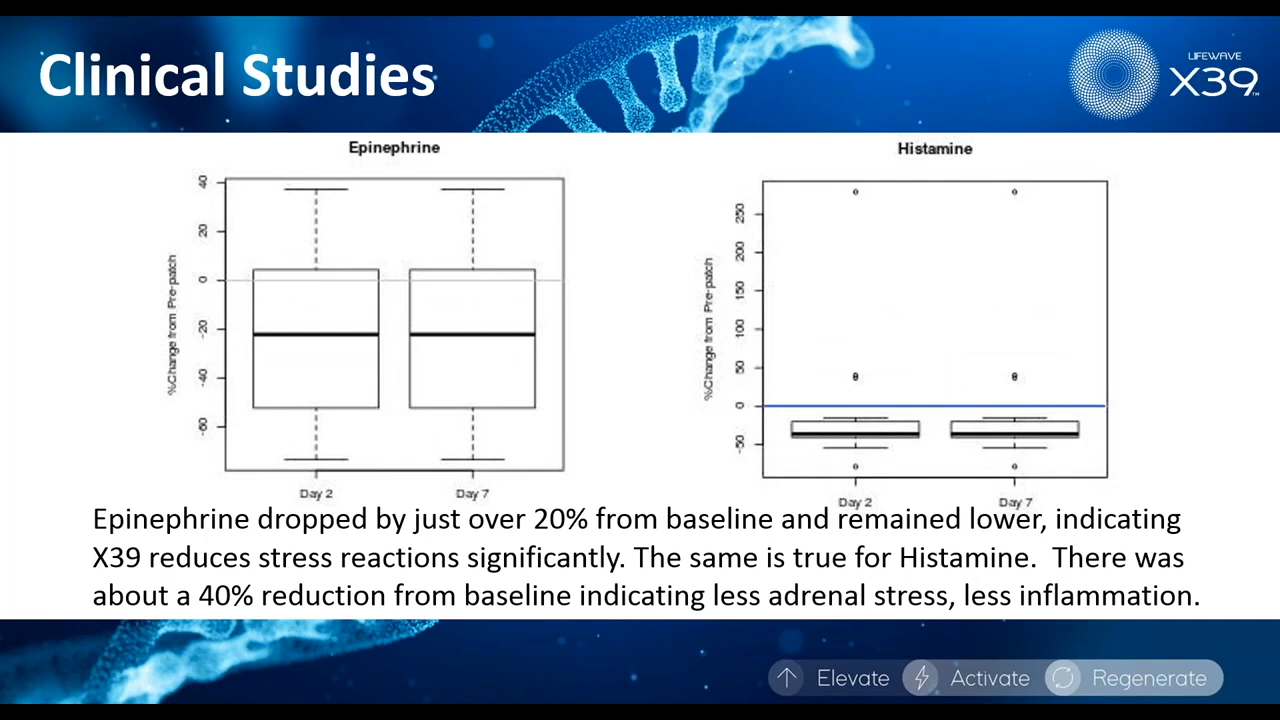 Clinical Studies
LIFEWAVE
X39™
Epinephrine
%Change from Pre-patch
40
20
0
-20
-40
-60
Day 2
Day 7
Histamine
%Change from Pre-patch
250
200
150
100
50
0
-50
Day 2
Day 7
Epinephrine dropped by just over 20% from baseline and remained lower, indicating
X39 reduces stress reactions significantly. The same is true for Histamine. There was
about a 40% reduction from baseline indicating less adrenal stress, less inflammation.
Elevate
Activate
Regenerate